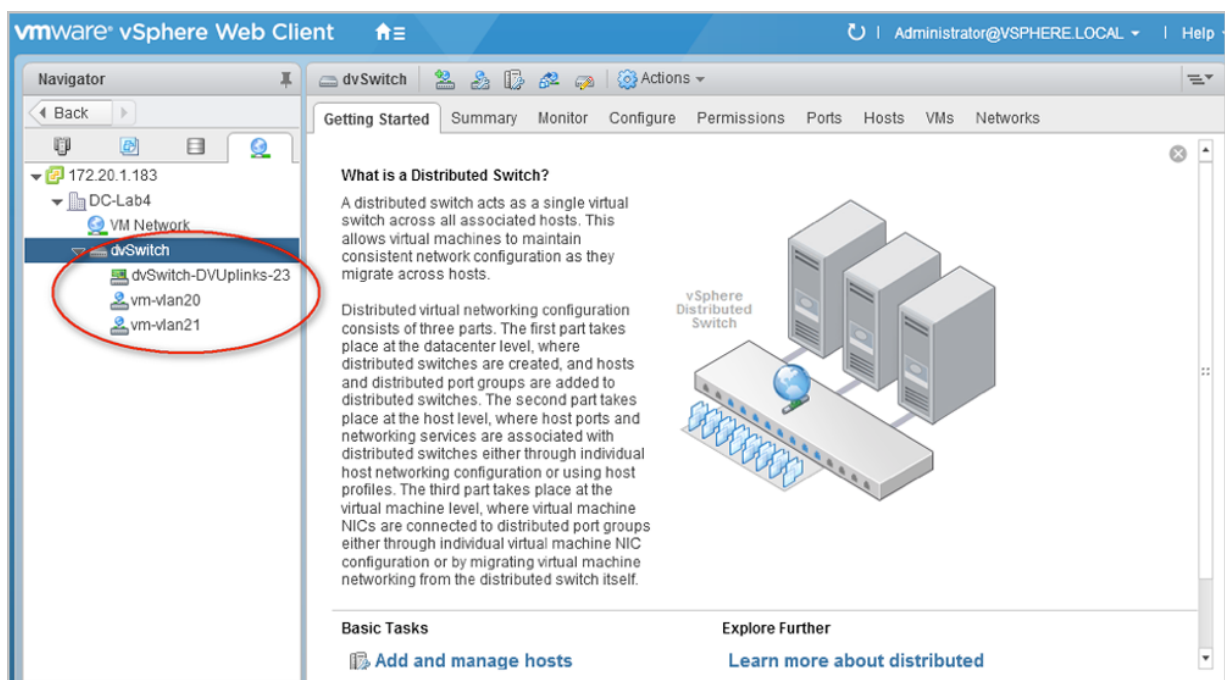 vmware® vSphere Web Client
Administrator@VSPHERE.LOCAL
Help
Navigator
dvSwitch
Actions
Back
Getting Started Summary Monitor Configure Permissions Ports Hosts VMs Networks
172.20.1.183
DC-Lab4
VM Network
dvSwitch
dvSwitch-DVUplinks-23
vm-vlan20
vm-vlan21
What is a Distributed Switch?
A distributed switch acts as a single virtual
switch across all associated hosts. This
allows virtual machines to maintain
consistent network configuration as they
migrate across hosts.
Distributed virtual networking configuration
consists of three parts. The first part takes
place at the datacenter level, where
distributed switches are created, and hosts
and distributed port groups are added to
distributed switches. The second part takes
place at the host level, where host ports and
networking services are associated with
distributed switches either through individual
host networking configuration or using host
profiles. The third part takes place at the
virtual machine level, where virtual machine
NICs are connected to distributed port groups
either through individual virtual machine NIC
configuration or by migrating virtual machine
networking from the distributed switch itself.
vSphere
Distributed
Switch
Basic Tasks
Add and manage hosts
Explore Further
Learn more about distributed